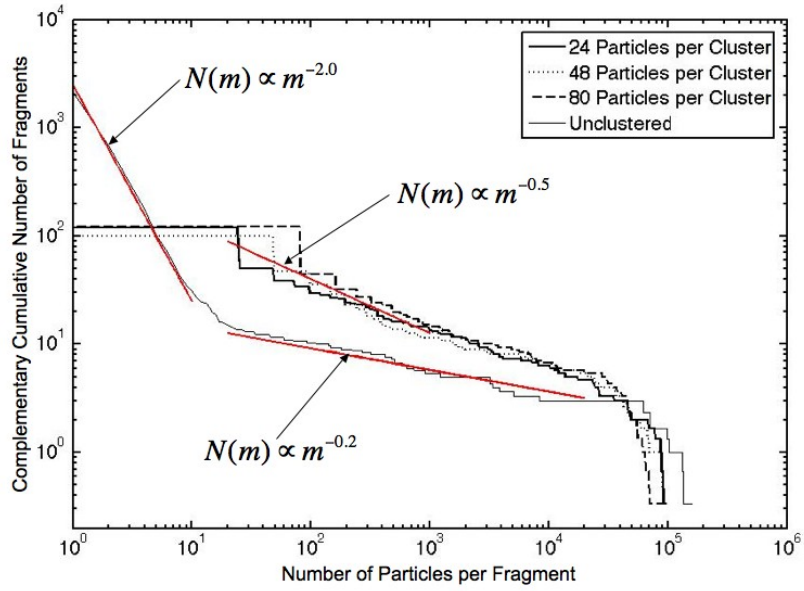 10^4
10^3
10^2
10^1
10^0
Complementary Cumulative Number of Fragments
24 Particles per Cluster
48 Particles per Cluster
80 Particles per Cluster
Unclustered
N(m) ∝ m^{-2.0}
N(m) ∝ m^{-0.5}
N(m) ∝ m^{-0.2}
10^0 10^1 10^2 10^3 10^4 10^5 10^6
Number of Particles per Fragment